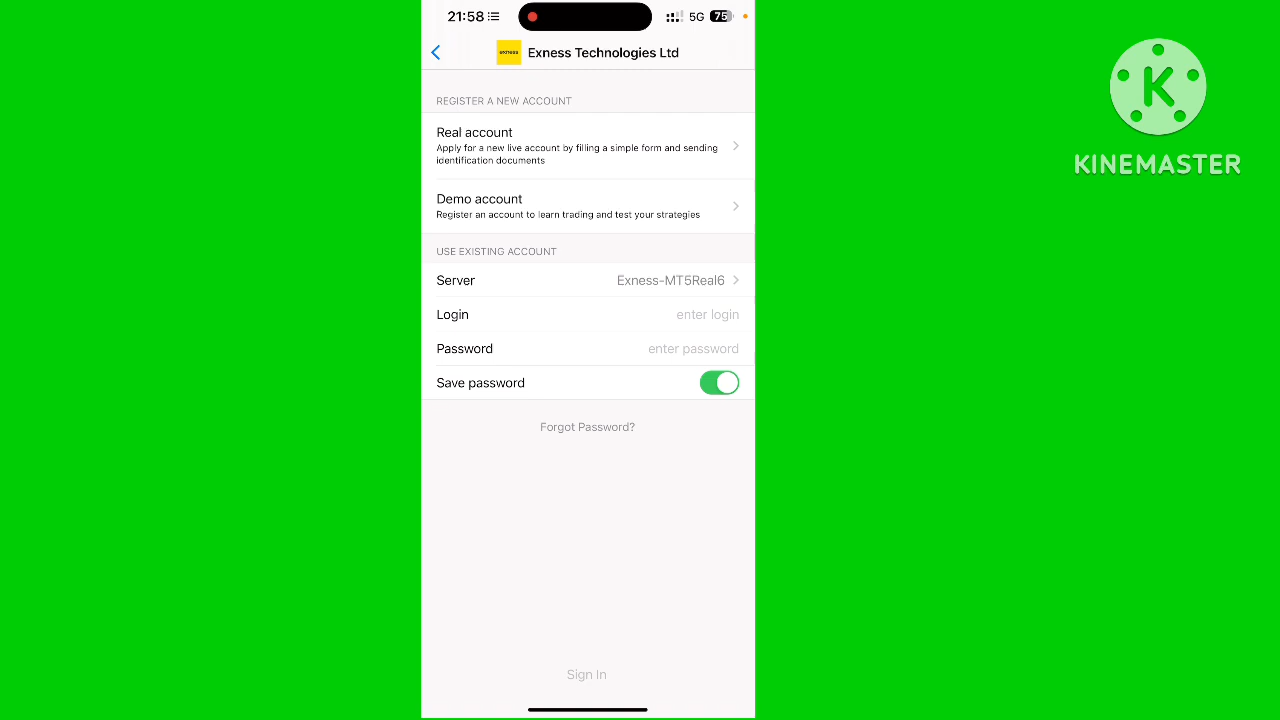 21:58
5G
75
exness
Exness Technologies Ltd
REGISTER A NEW ACCOUNT
Real account
Apply for a new live account by filling a simple form and sending
identification documents
Demo account
Register an account to learn trading and test your strategies
USE EXISTING ACCOUNT
Server
Exness-MT5Real6
Login
enter login
Password
enter password
Save password
Forgot Password?
Sign In
K
KINEMASTER